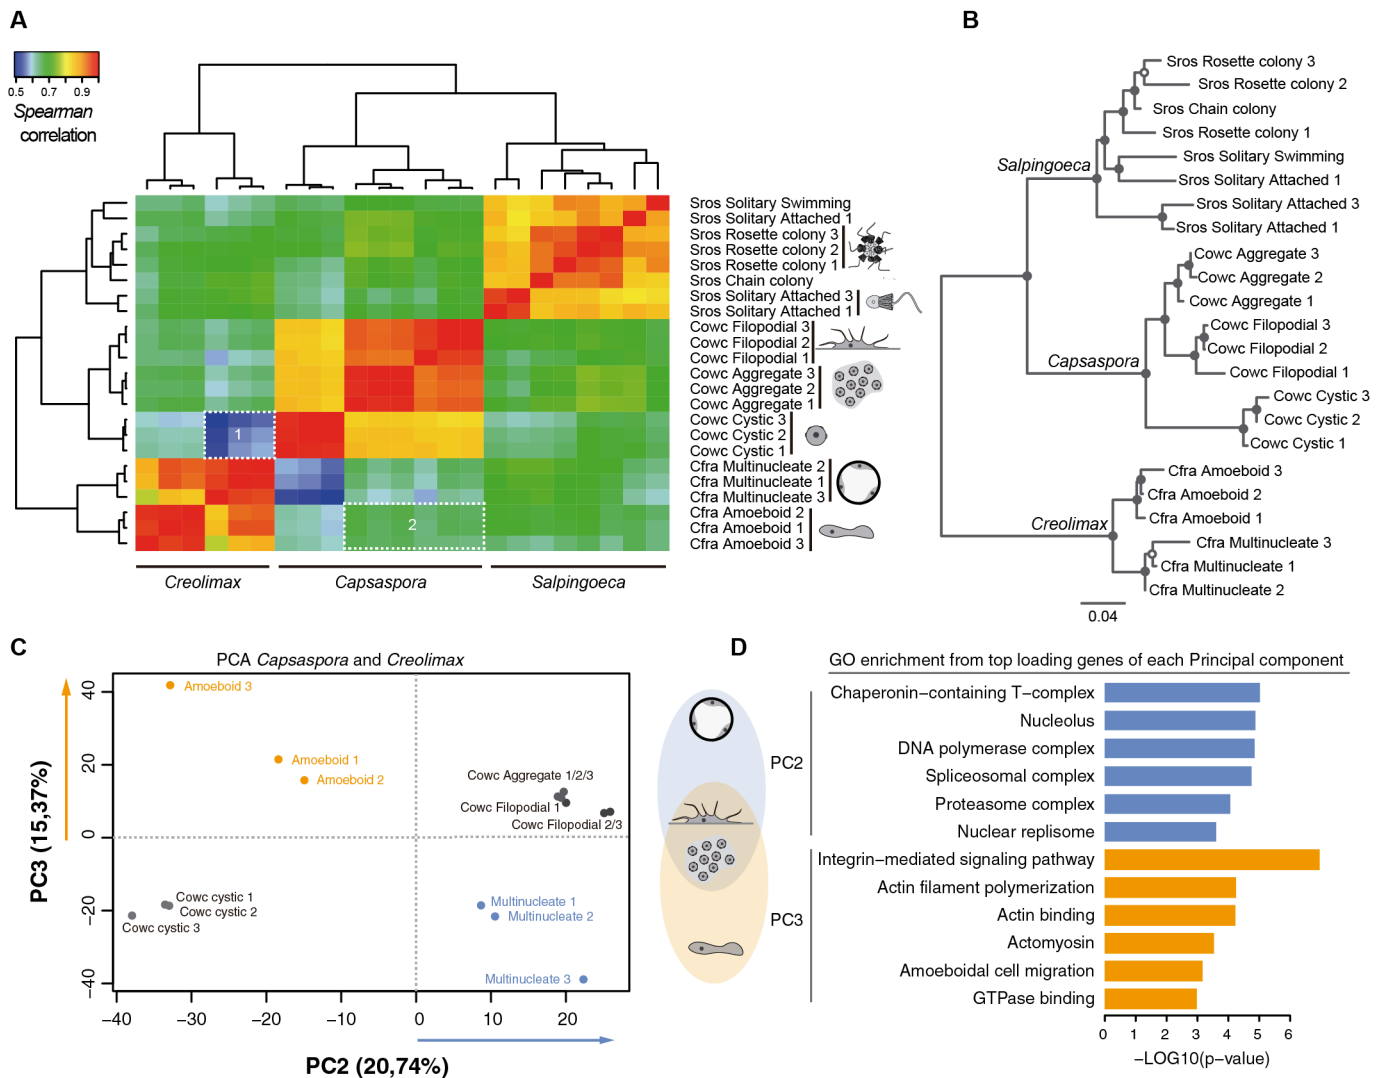 A
0.5 0.7 0.9
Spearman
correlation
1
2
Sros Solitary Swimming
Sros Solitary Attached 1
Sros Rosette colony 3
Sros Rosette colony 2
Sros Rosette colony 1
Sros Chain colony
Sros Solitary Attached 3
Sros Solitary Attached 1
Cowc Filopodial 3
Cowc Filopodial 2
Cowc Filopodial 1
Cowc Aggregate 3
Cowc Aggregate 2
Cowc Aggregate 1
Cowc Cystic 3
Cowc Cystic 2
Cowc Cystic 1
Cfra Multinucleate 2
Cfra Multinucleate 1
Cfra Multinucleate 3
Cfra Amoeboid 2
Cfra Amoeboid 1
Cfra Amoeboid 3
Creolimax Capsaspora Salpingoeca
B
Sros Rosette colony 3
Sros Rosette colony 2
Sros Chain colony
Sros Rosette colony 1
Sros Solitary Swimming
Salpingoeca
Sros Solitary Attached 1
Sros Solitary Attached 3
Sros Solitary Attached 1
Cowc Aggregate 3
Cowc Aggregate 2
Cowc Aggregate 1
Cowc Filopodial 3
Cowc Filopodial 2
Capsaspora
Cowc Filopodial 1
Cowc Cystic 3
Cowc Cystic 2
Cowc Cystic 1
Cfra Amoeboid 3
Cfra Amoeboid 2
Cfra Amoeboid 1
Creolimax
Cfra Multinucleate 3
Cfra Multinucleate 1
Cfra Multinucleate 2
0.04
C
PCA Capsaspora and Creolimax
PC3 (15,37%)
40
20
0
−20
−40
Amoeboid 3
Amoeboid 1
Amoeboid 2
Cowc Aggregate 1/2/3
Cowc Filopodial 1
Cowc Filopodial 2/3
Cowc cystic 1
Cowc cystic 2
Cowc cystic 3
Multinucleate 1
Multinucleate 2
Multinucleate 3
−40 −30 −20 −10 0 10 20
PC2 (20,74%)
D
GO enrichment from top loading genes of each Principal component
PC2
Chaperonin−containing T−complex
Nucleolus
DNA polymerase complex
Spliceosomal complex
Proteasome complex
Nuclear replisome
PC3
Integrin−mediated signaling pathway
Actin filament polymerization
Actin binding
Actomyosin
Amoeboidal cell migration
GTPase binding
0 1 2 3 4 5 6
−LOG10(p−value)